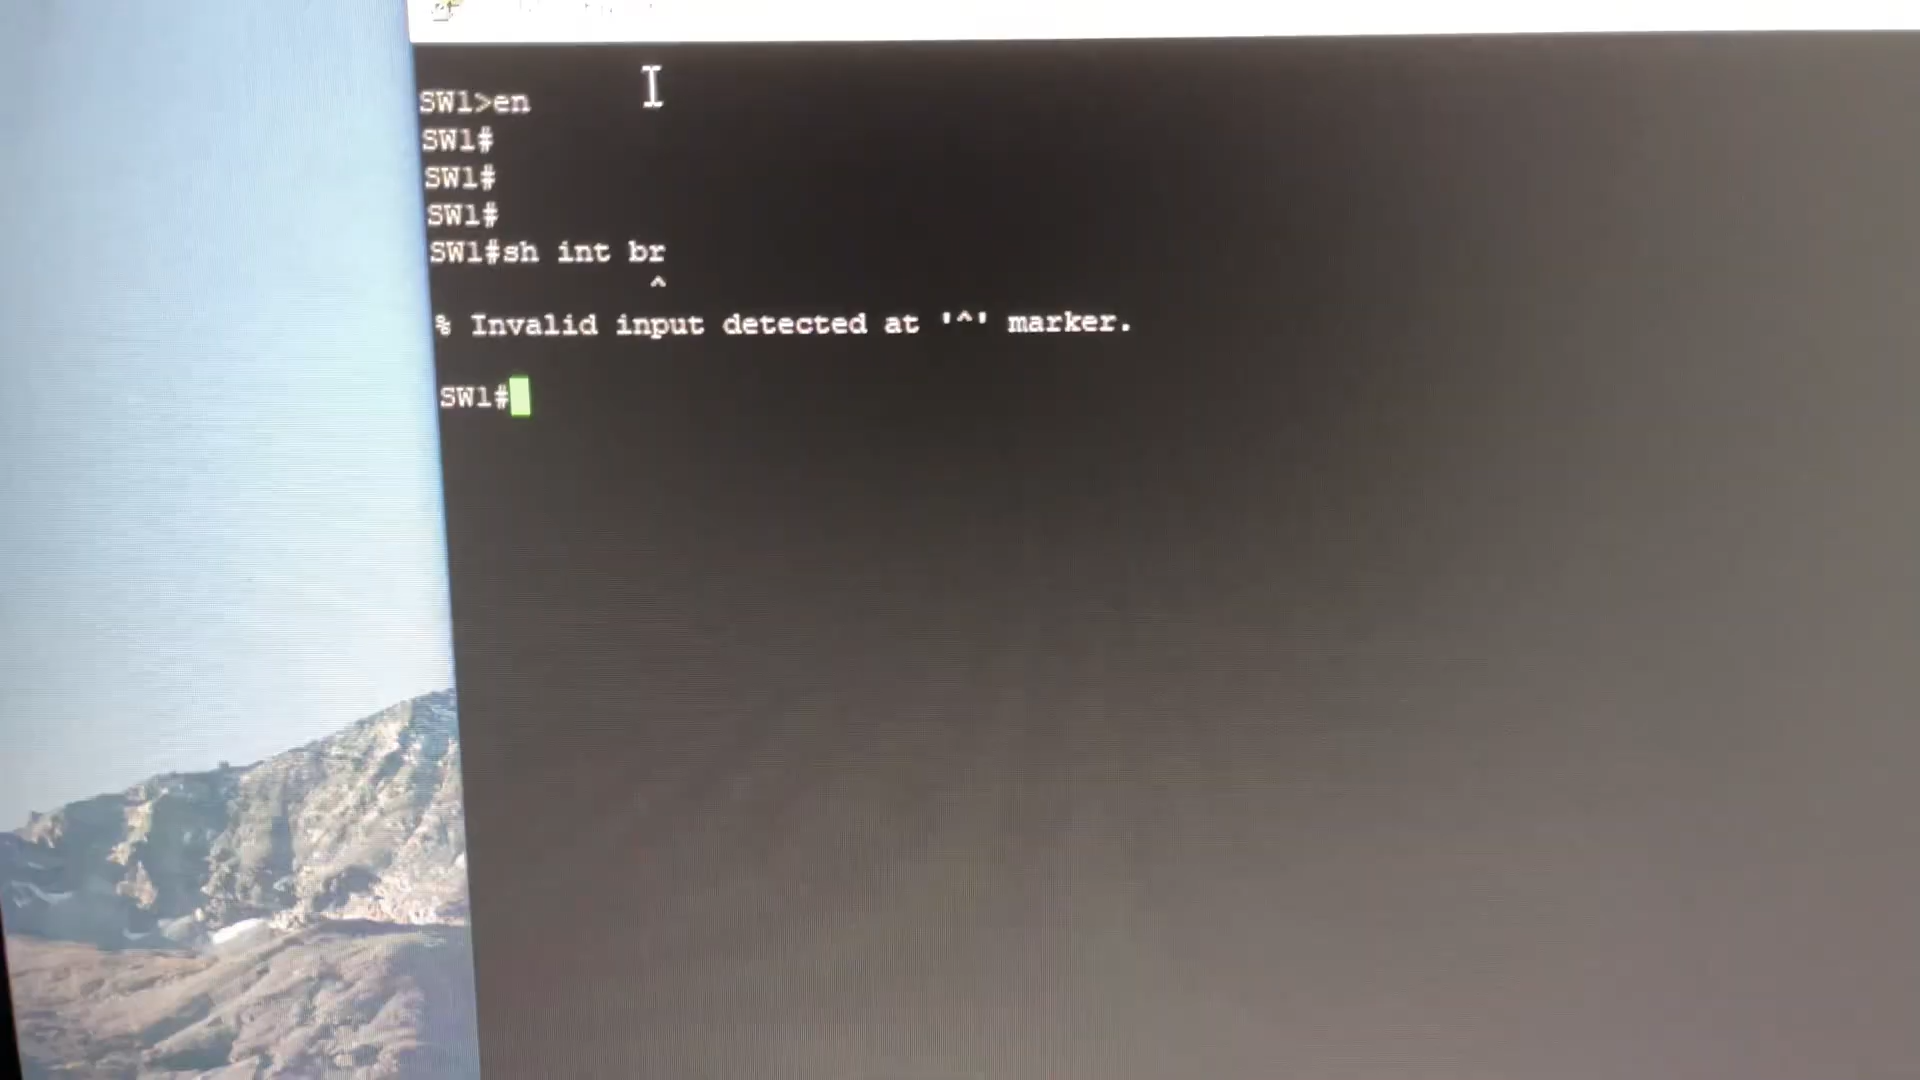 SW1>en
SW1#
SW1#
SW1#
SW1#sh int br
^
% Invalid input detected at '^' marker.
SW1#